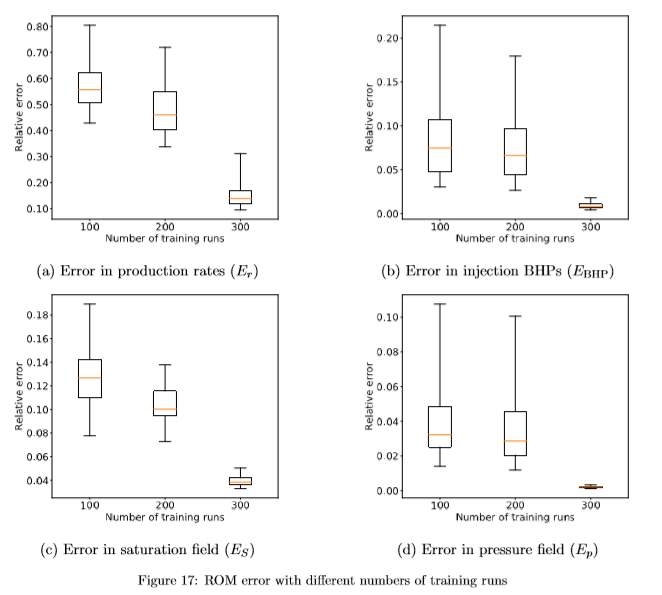 0.80
0.70
0.60
0.50
0.40
0.30
0.20
0.10
Relative error
100 200 300
Number of training runs
(a) Error in production rates (E_r)
0.20
0.15
0.10
0.05
0.00
Relative error
100 200 300
Number of training runs
(b) Error in injection BHPs (E_BHP)
0.18
0.16
0.14
0.12
0.10
0.08
0.06
0.04
Relative error
100 200 300
Number of training runs
(c) Error in saturation field (E_S)
0.10
0.08
0.06
0.04
0.02
0.00
Relative error
100 200 300
Number of training runs
(d) Error in pressure field (E_p)
Figure 17: ROM error with different numbers of training runs